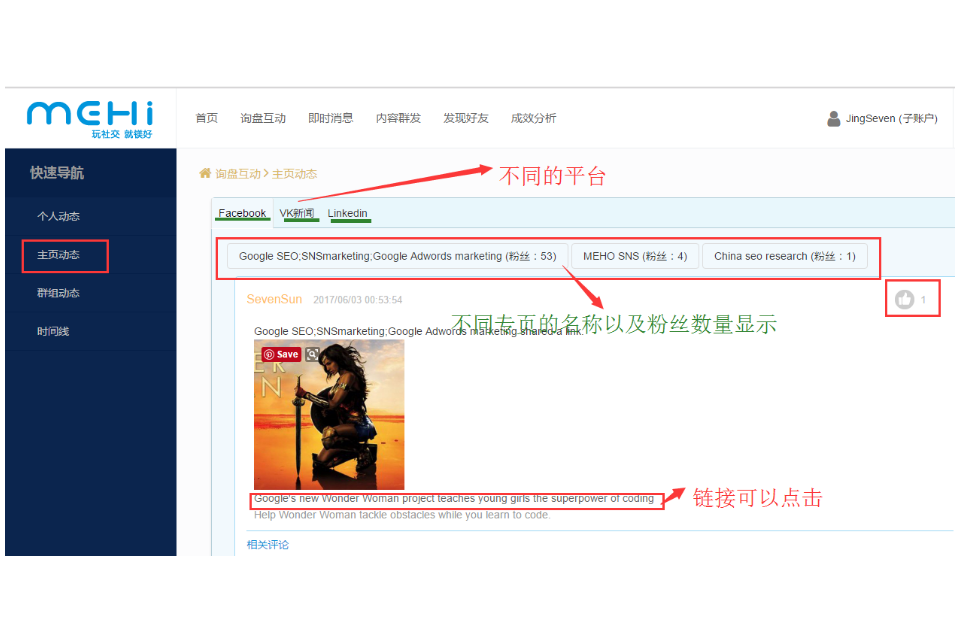 MEHi
玩社交 就镁好
首页 询盘互动 即时消息 内容群发 发现好友 成效分析
JingSeven (子账户)
快速导航
个人动态
主页动态
群组动态
时间线
询盘互动 > 主页动态
不同的平台
Facebook VK新闻 Linkedin
Google SEO;SNSmarketing;Google Adwords marketing (粉丝：53) MEHO SNS (粉丝：4) China seo research (粉丝：1)
SevenSun 2017/06/03 00:53:54
1
不同专页的名称以及粉丝数量显示
Google SEO;SNSmarketing;Google Adwords marketing shared a link.
Save
ER
N
Google's new Wonder Woman project teaches young girls the superpower of coding
链接可以点击
Help Wonder Woman tackle obstacles while you learn to code.
相关评论